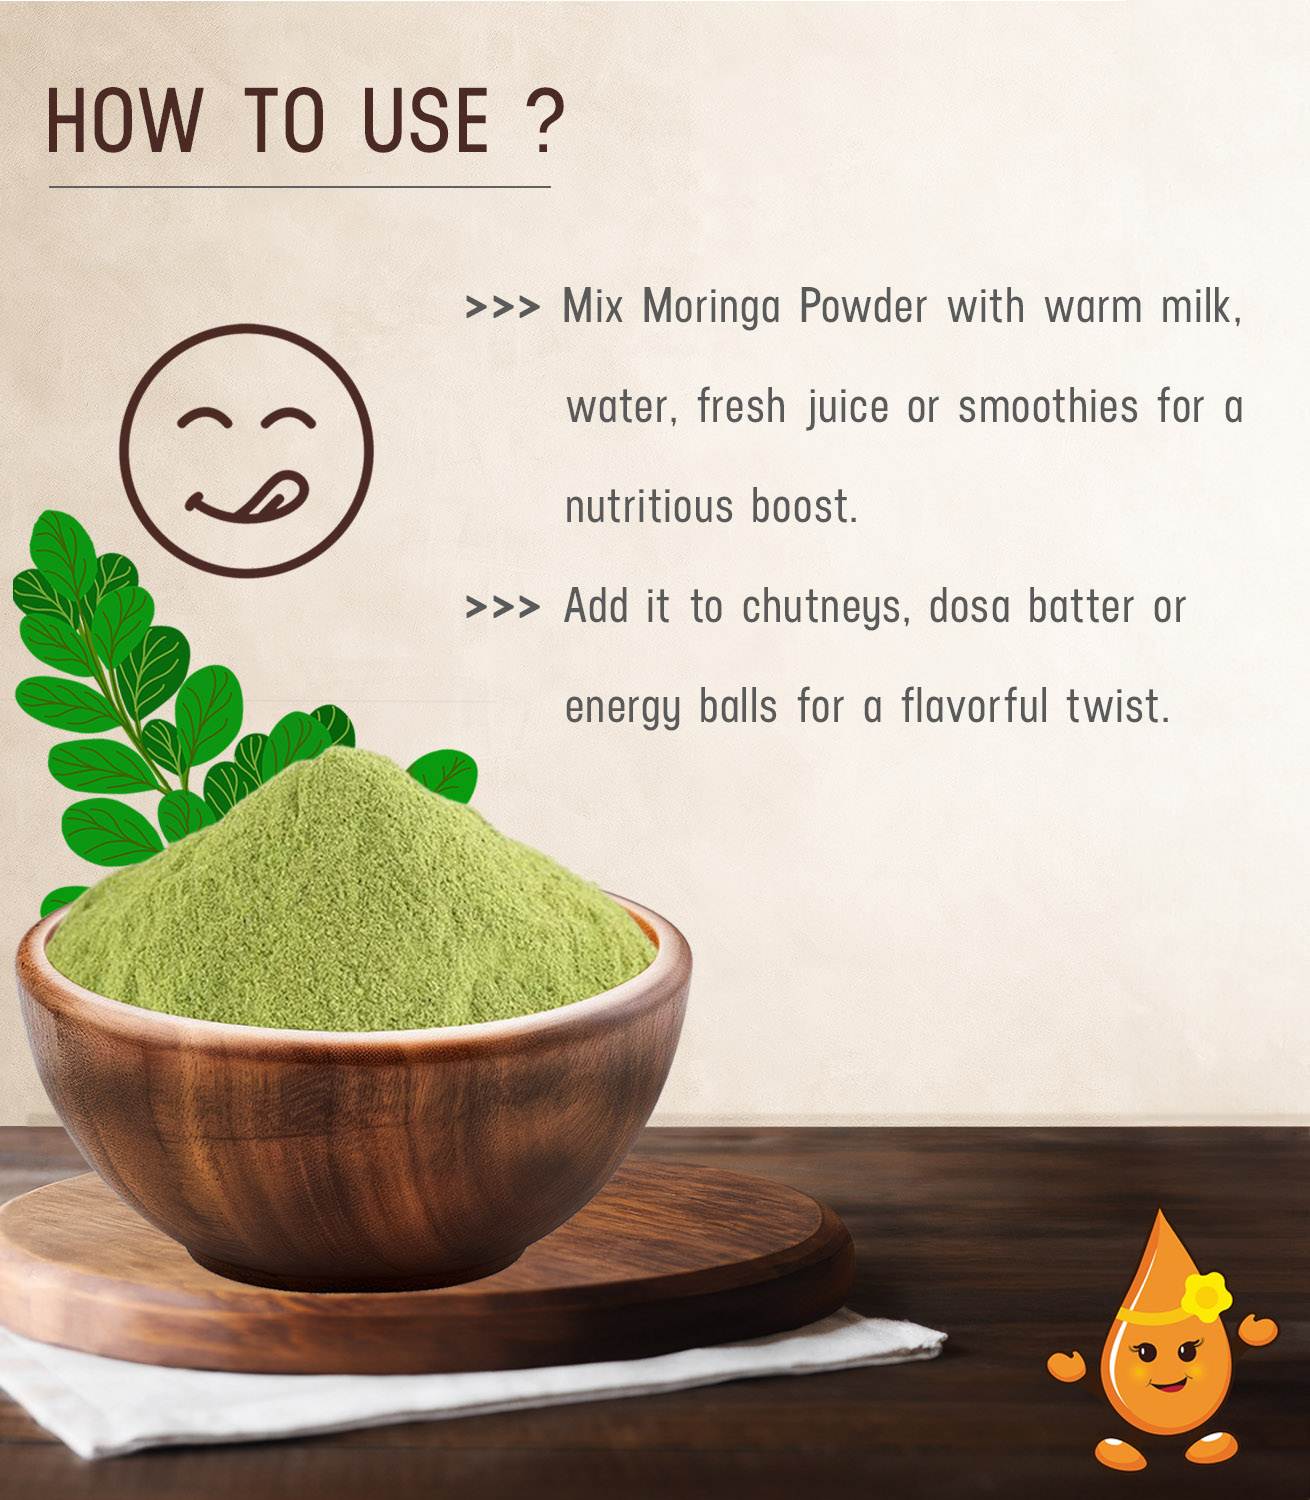 HOW TO USE ?
>>> Mix Moringa Powder with warm milk,
water, fresh juice or smoothies for a
nutritious boost.
>>> Add it to chutneys, dosa batter or
energy balls for a flavorful twist.